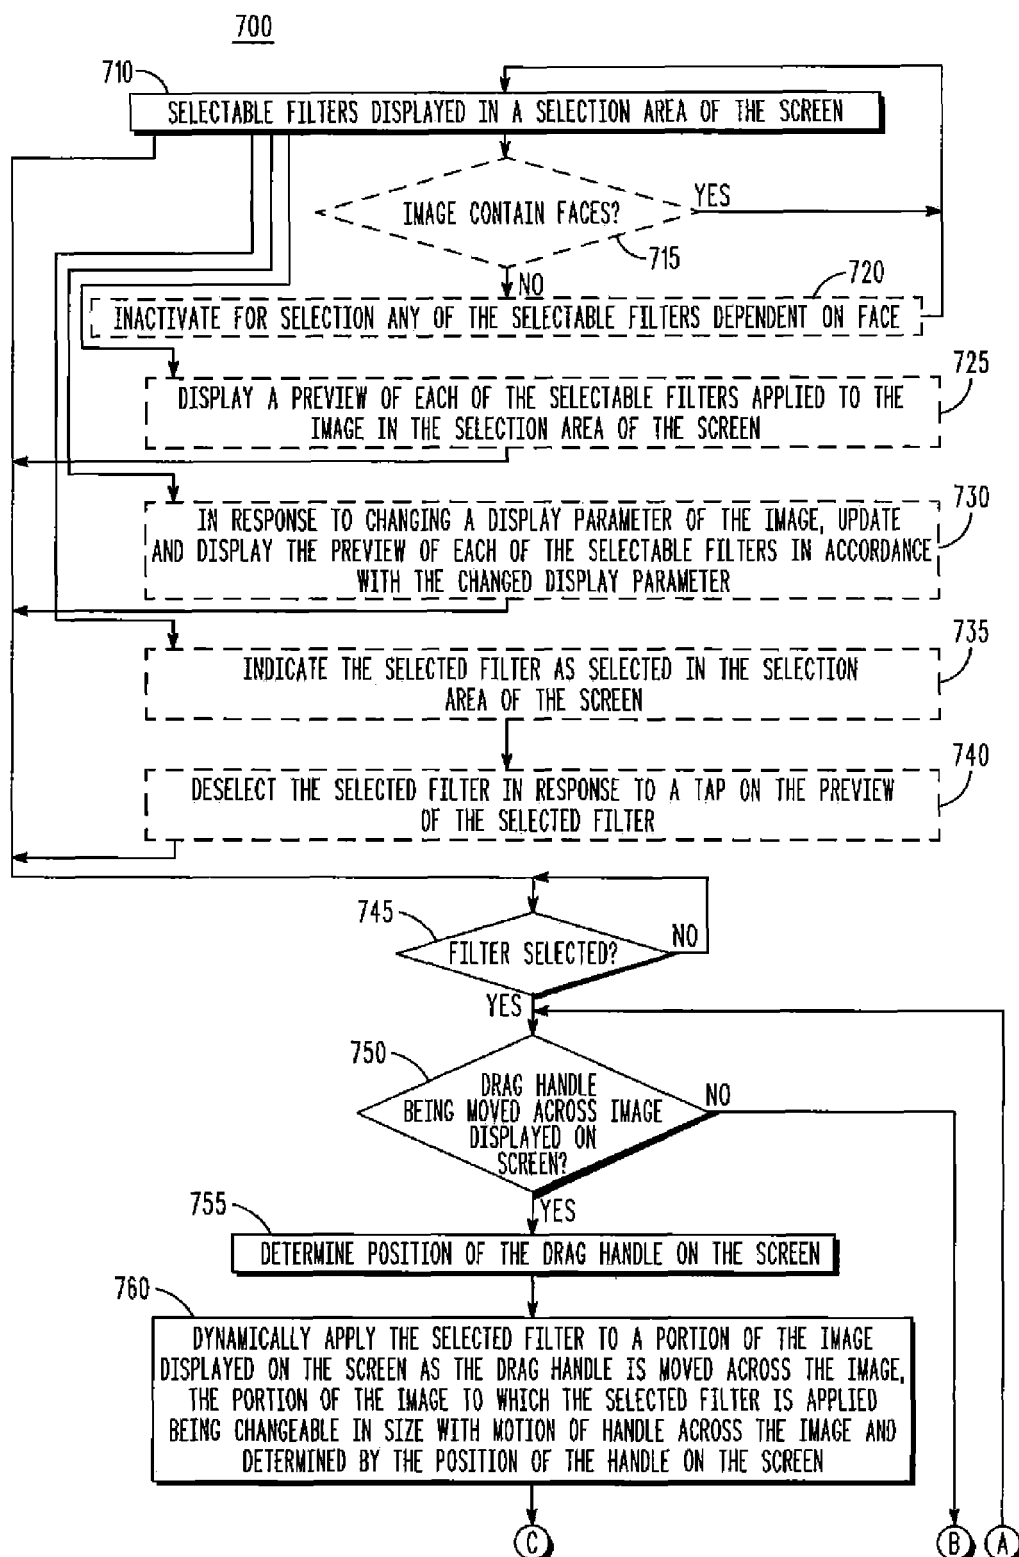 700
710
SELECTABLE FILTERS DISPLAYED IN A SELECTION AREA OF THE SCREEN
IMAGE CONTAIN FACES?
YES
715
NO
720
INACTIVATE FOR SELECTION ANY OF THE SELECTABLE FILTERS DEPENDENT ON FACE
725
DISPLAY A PREVIEW OF EACH OF THE SELECTABLE FILTERS APPLIED TO THE
IMAGE IN THE SELECTION AREA OF THE SCREEN
730
IN RESPONSE TO CHANGING A DISPLAY PARAMETER OF THE IMAGE, UPDATE
AND DISPLAY THE PREVIEW OF EACH OF THE SELECTABLE FILTERS IN ACCORDANCE
WITH THE CHANGED DISPLAY PARAMETER
735
INDICATE THE SELECTED FILTER AS SELECTED IN THE SELECTION
AREA OF THE SCREEN
740
DESELECT THE SELECTED FILTER IN RESPONSE TO A TAP ON THE PREVIEW
OF THE SELECTED FILTER
745
FILTER SELECTED?
NO
YES
750
DRAG HANDLE
BEING MOVED ACROSS IMAGE
DISPLAYED ON
SCREEN?
NO
YES
755
DETERMINE POSITION OF THE DRAG HANDLE ON THE SCREEN
760
DYNAMICALLY APPLY THE SELECTED FILTER TO A PORTION OF THE IMAGE
DISPLAYED ON THE SCREEN AS THE DRAG HANDLE IS MOVED ACROSS THE IMAGE,
THE PORTION OF THE IMAGE TO WHICH THE SELECTED FILTER IS APPLIED
BEING CHANGEABLE IN SIZE WITH MOTION OF HANDLE ACROSS THE IMAGE AND
DETERMINED BY THE POSITION OF THE HANDLE ON THE SCREEN
C
B
A